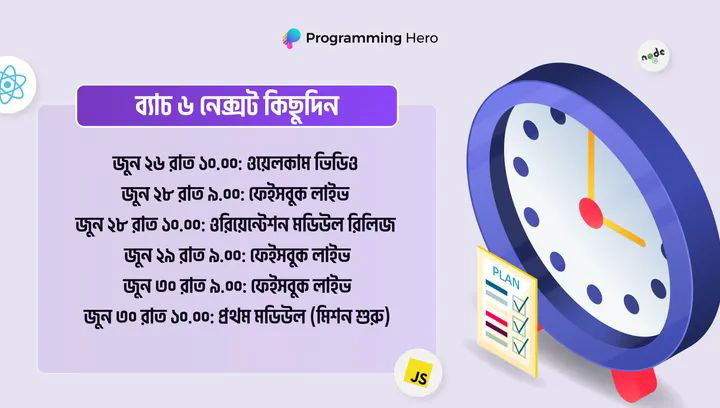 Programming Hero
node
ব্যাচ ৬ নেক্সট কিছুদিন
জুন ২৬ রাত ১০.০০: ওয়েলকাম ভিডিও
জুন ২৮ রাত ৯.০০: ফেইসবুক লাইভ
জুন ২৮ রাত ১০.০০: ওরিয়েন্টেশন মডিউল রিলিজ
জুন ২৯ রাত ৯.০০: ফেইসবুক লাইভ
জুন ৩০ রাত ৯.০০: ফেইসবুক লাইভ
জুন ৩০ রাত ১০.০০: প্রথম মডিউল (মিশন শুরু)
PLAN
JS